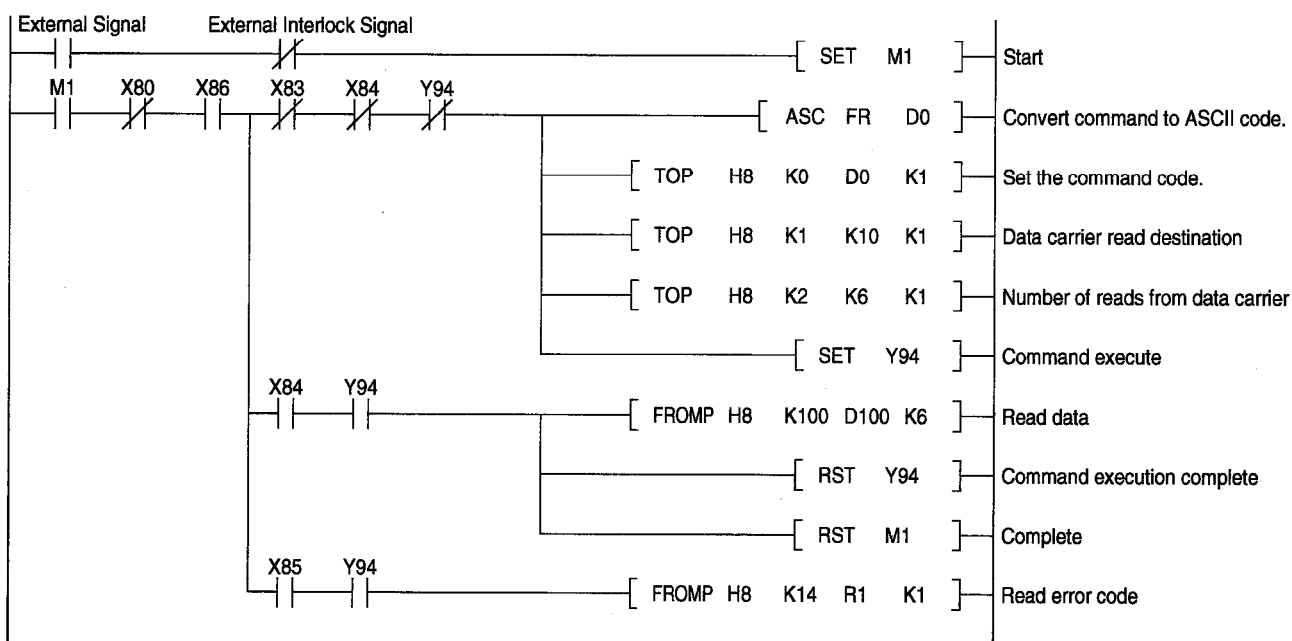 External Signal External Interlock Signal
SET M1 Start
M1 X80 X86 X83 X84 Y94
ASC FR D0 Convert command to ASCII code.
TOP H8 K0 D0 K1 Set the command code.
TOP H8 K1 K10 K1 Data carrier read destination
TOP H8 K2 K6 K1 Number of reads from data carrier
SET Y94 Command execute
X84 Y94
FROMP H8 K100 D100 K6 Read data
RST Y94 Command execution complete
RST M1 Complete
X85 Y94
FROMP H8 K14 R1 K1 Read error code